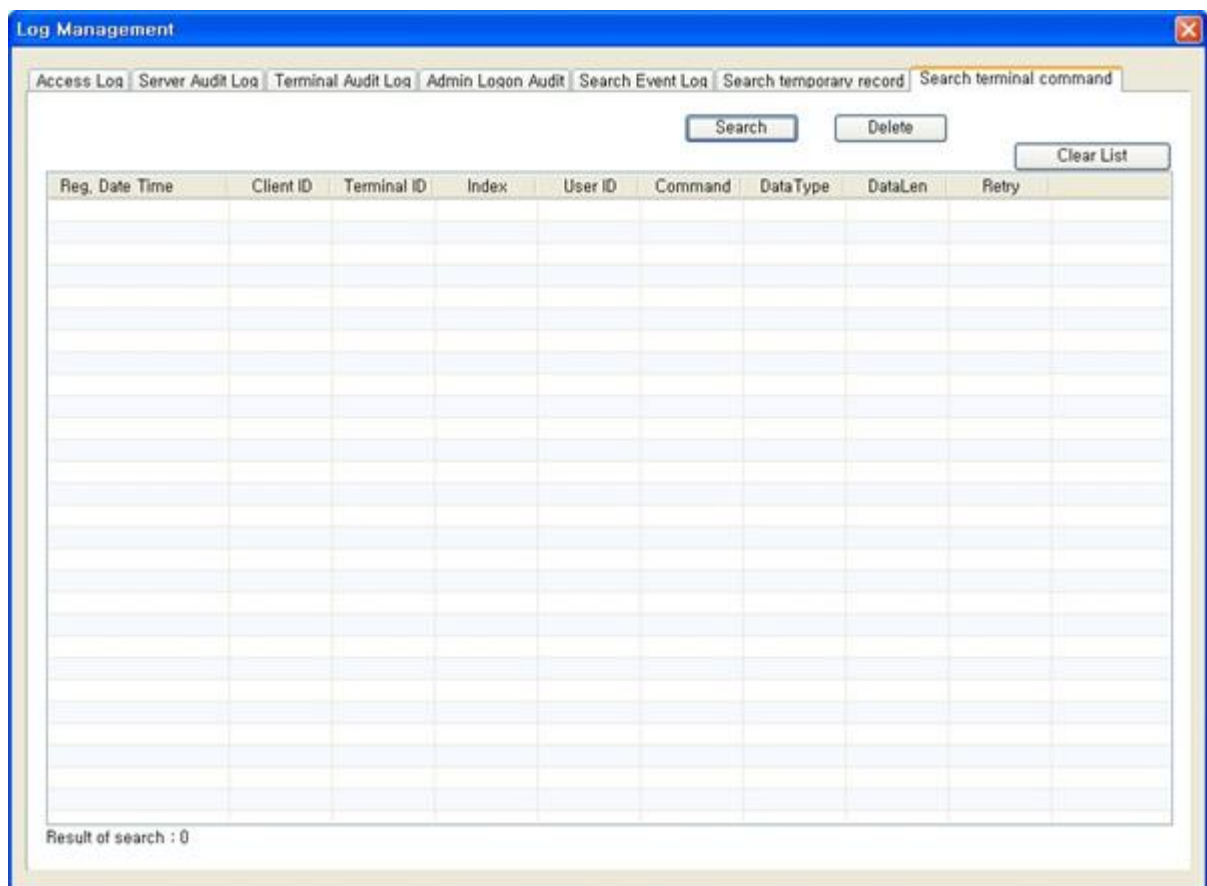 Log Management
Access Log Server Audit Log Terminal Audit Log Admin Logon Audit Search Event Log Search temporary record Search terminal command
Search Delete
Clear List
Reg. Date Time Client ID Terminal ID Index User ID Command DataType DataLen Retry
Result of search : 0